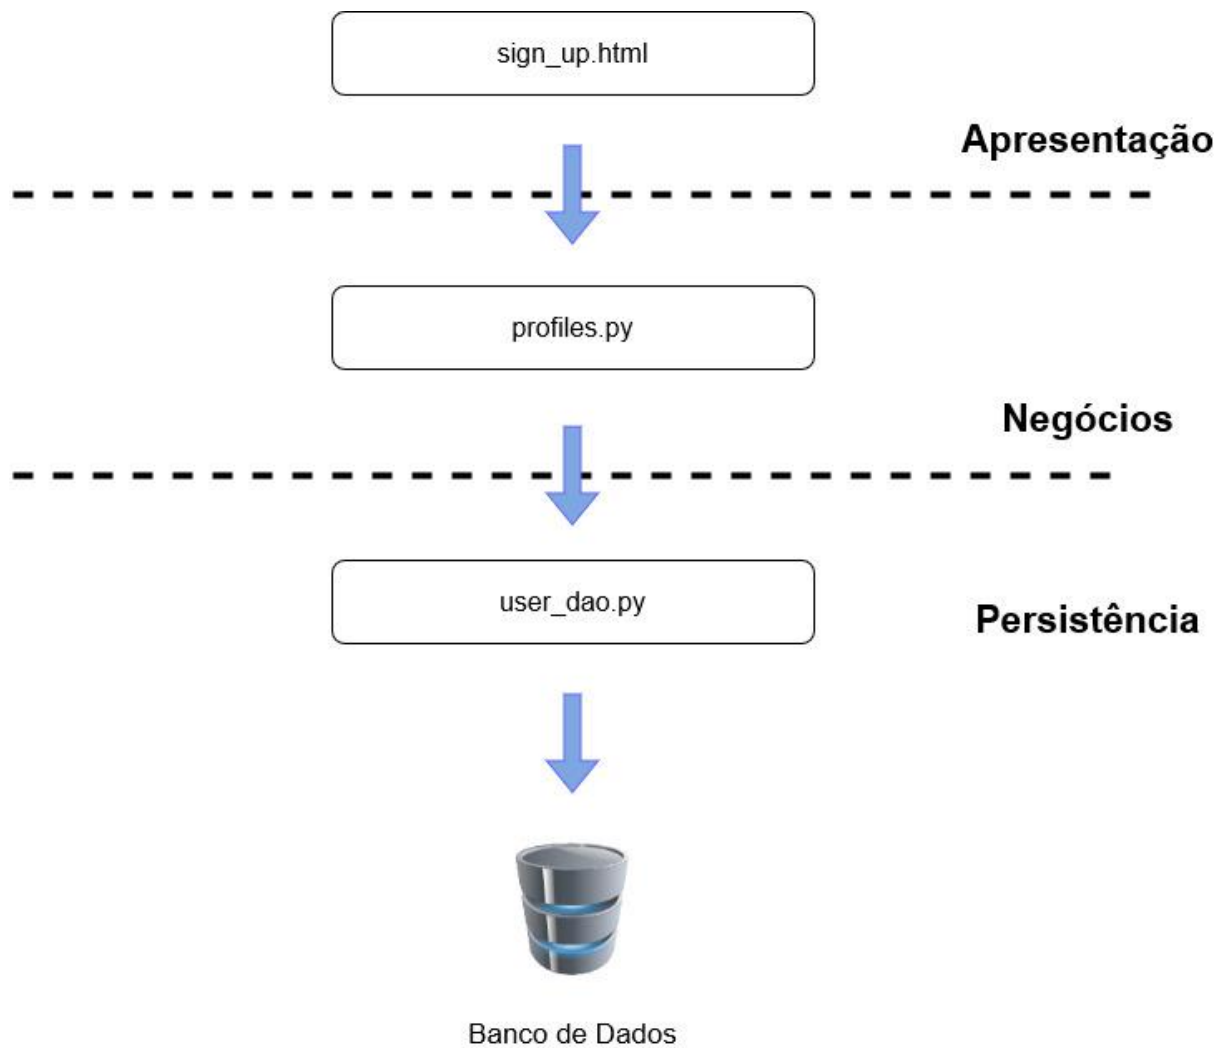 sign_up.html
Apresentação
profiles.py
Negócios
user_dao.py
Persistência
Banco de Dados